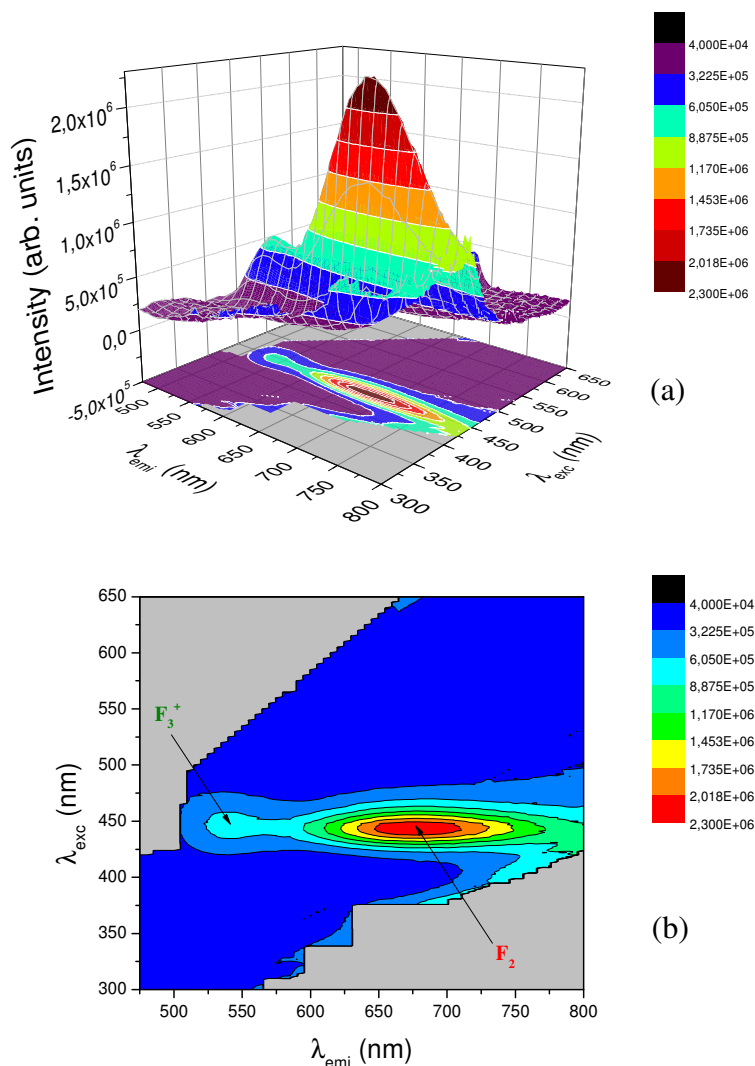 4,000E+04
3,225E+05
6,050E+05
8,875E+05
1,170E+06
1,453E+06
1,735E+06
2,018E+06
2,300E+06
Intensity (arb. units)
2,0x10⁶
1,5x10⁶
1,0x10⁶
5,0x10⁵
0,0
-5,0x10⁵
500
550
600
650
700
750
800
λemi (nm)
300
350
400
450
500
550
600
650
λexc (nm)
(a)
650
600
550
500
450
400
350
300
λexc (nm)
F₃⁺
F₂
500
550
600
650
700
750
800
λemi (nm)
4,000E+04
3,225E+05
6,050E+05
8,875E+05
1,170E+06
1,453E+06
1,735E+06
2,018E+06
2,300E+06
(b)